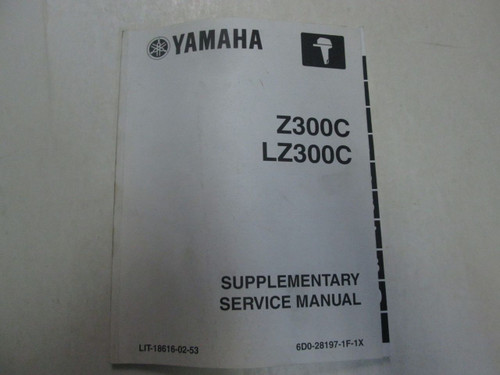 YAMAHA
Z300C
LZ300C
SUPPLEMENTARY
SERVICE MANUAL
LIT-18616-02-53
6D0-28197-1F-1X